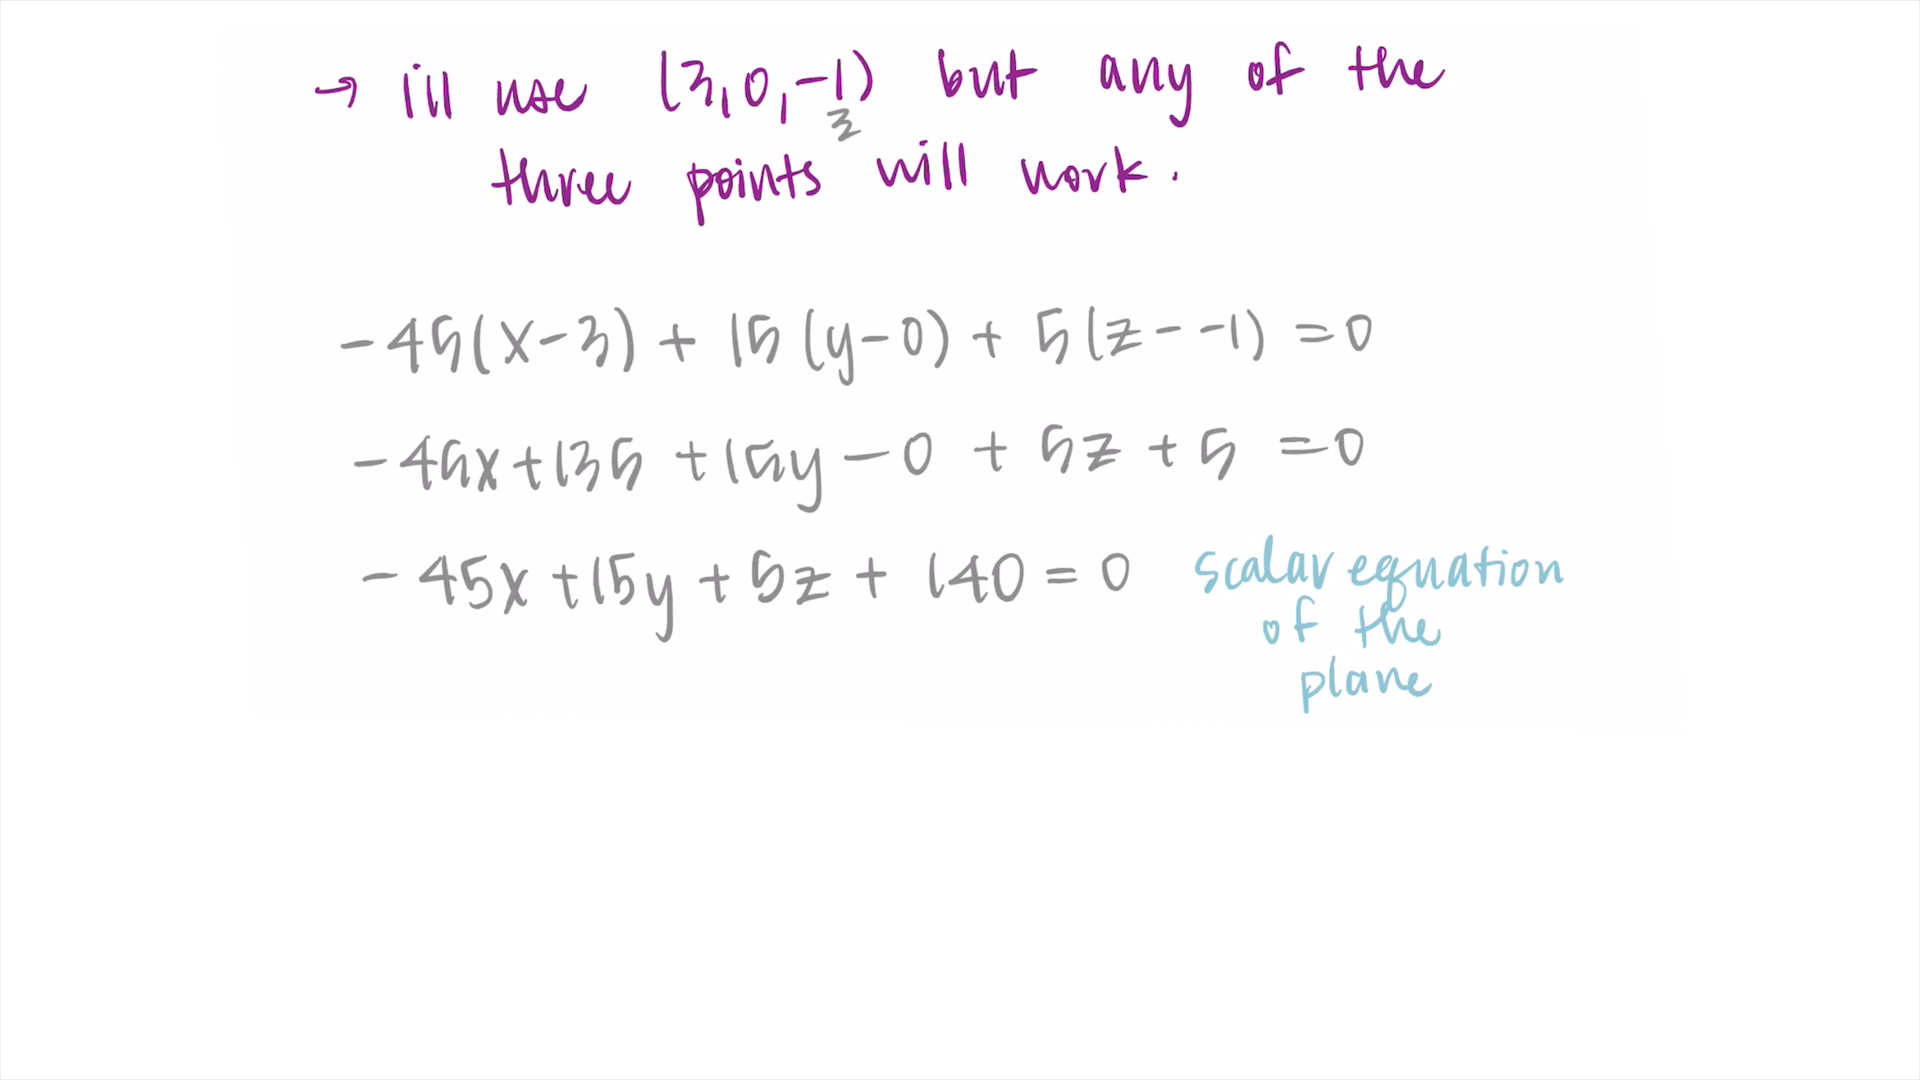 → ill use (3,0,-1) but any of the
z
three points will work.
-45(x-3) + 15(y-0) + 5(z--1) =0
-45x+135 +15y-0 + 5z+5 =0
-45x+15y+5z+140=0 scalar equation
of the
plane